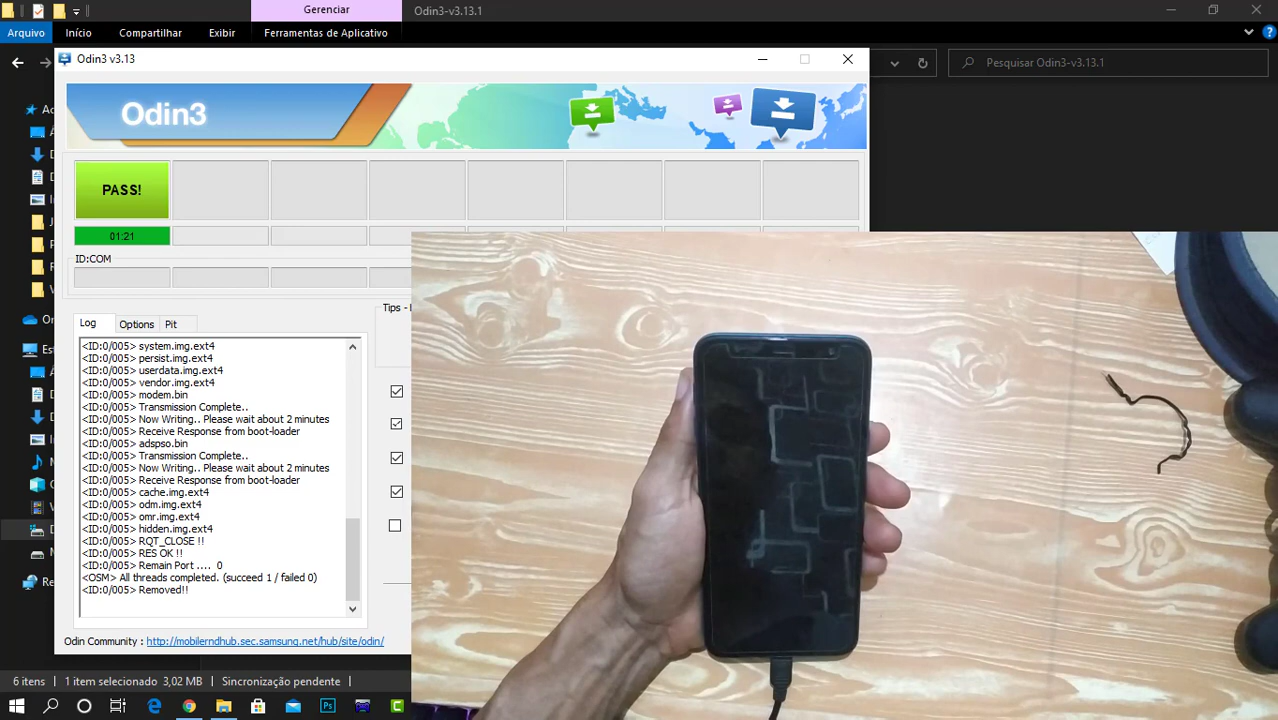 Gerenciar
Odin3-v3.13.1
Arquivo
Início
Compartilhar
Exibir
Ferramentas de Aplicativo
Odin3 v3.13
Pesquisar Odin3-v3.13.1
Odin3
PASS!
01:21
ID:COM
Tips -
Log
Options
Pit
<ID:0/005> system.img.ext4
<ID:0/005> persist.img.ext4
<ID:0/005> userdata.img.ext4
<ID:0/005> vendor.img.ext4
<ID:0/005> modem.bin
<ID:0/005> Transmission Complete..
<ID:0/005> Now Writing.. Please wait about 2 minutes
<ID:0/005> Receive Response from boot-loader
<ID:0/005> adspso.bin
<ID:0/005> Transmission Complete..
<ID:0/005> Now Writing.. Please wait about 2 minutes
<ID:0/005> Receive Response from boot-loader
<ID:0/005> cache.img.ext4
<ID:0/005> odm.img.ext4
<ID:0/005> omr.img.ext4
<ID:0/005> hidden.img.ext4
<ID:0/005> RQT_CLOSE !!
<ID:0/005> RES OK !!
<ID:0/005> Remain Port .... 0
<OSM> All threads completed. (succeed 1 / failed 0)
<ID:0/005> Removed!!
Odin Community : http://mobilerndhub.sec.samsung.net/hub/site/odin/
6 itens
1 item selecionado 3,02 MB
Sincronização pendente
Ps